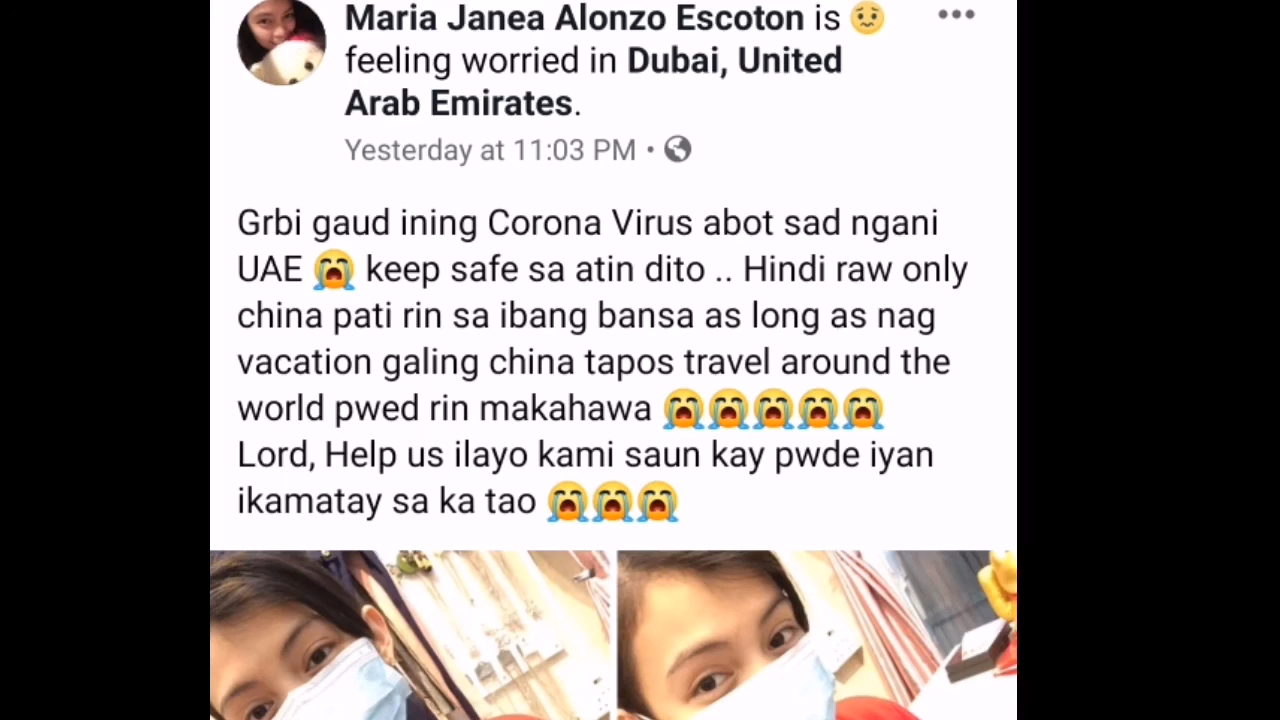 Maria Janea Alonzo Escoton is 😟
feeling worried in Dubai, United
Arab Emirates.
Yesterday at 11:03 PM •
Grbi gaud ining Corona Virus abot sad ngani
UAE 😭 keep safe sa atin dito .. Hindi raw only
china pati rin sa ibang bansa as long as nag
vacation galing china tapos travel around the
world pwed rin makahawa 😭😭😭😭😭
Lord, Help us ilayo kami saun kay pwde iyan
ikamatay sa ka tao 😭😭😭